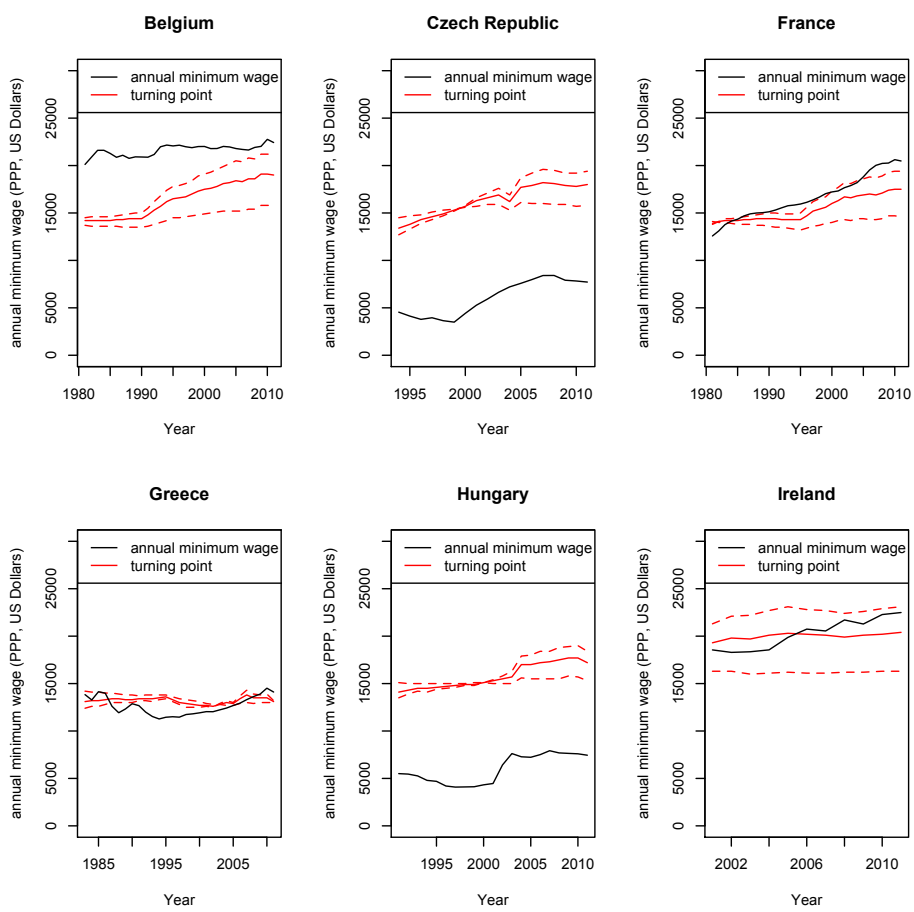 Belgium
annual minimum wage
turning point
annual minimum wage (PPP, US Dollars)
0 5000 15000 25000
1980 1990 2000 2010
Year
Czech Republic
annual minimum wage
turning point
annual minimum wage (PPP, US Dollars)
0 5000 15000 25000
1995 2000 2005 2010
Year
France
annual minimum wage
turning point
annual minimum wage (PPP, US Dollars)
0 5000 15000 25000
1980 1990 2000 2010
Year
Greece
annual minimum wage
turning point
annual minimum wage (PPP, US Dollars)
0 5000 15000 25000
1985 1995 2005
Year
Hungary
annual minimum wage
turning point
annual minimum wage (PPP, US Dollars)
0 5000 15000 25000
1995 2000 2005 2010
Year
Ireland
annual minimum wage
turning point
annual minimum wage (PPP, US Dollars)
0 5000 15000 25000
2002 2006 2010
Year